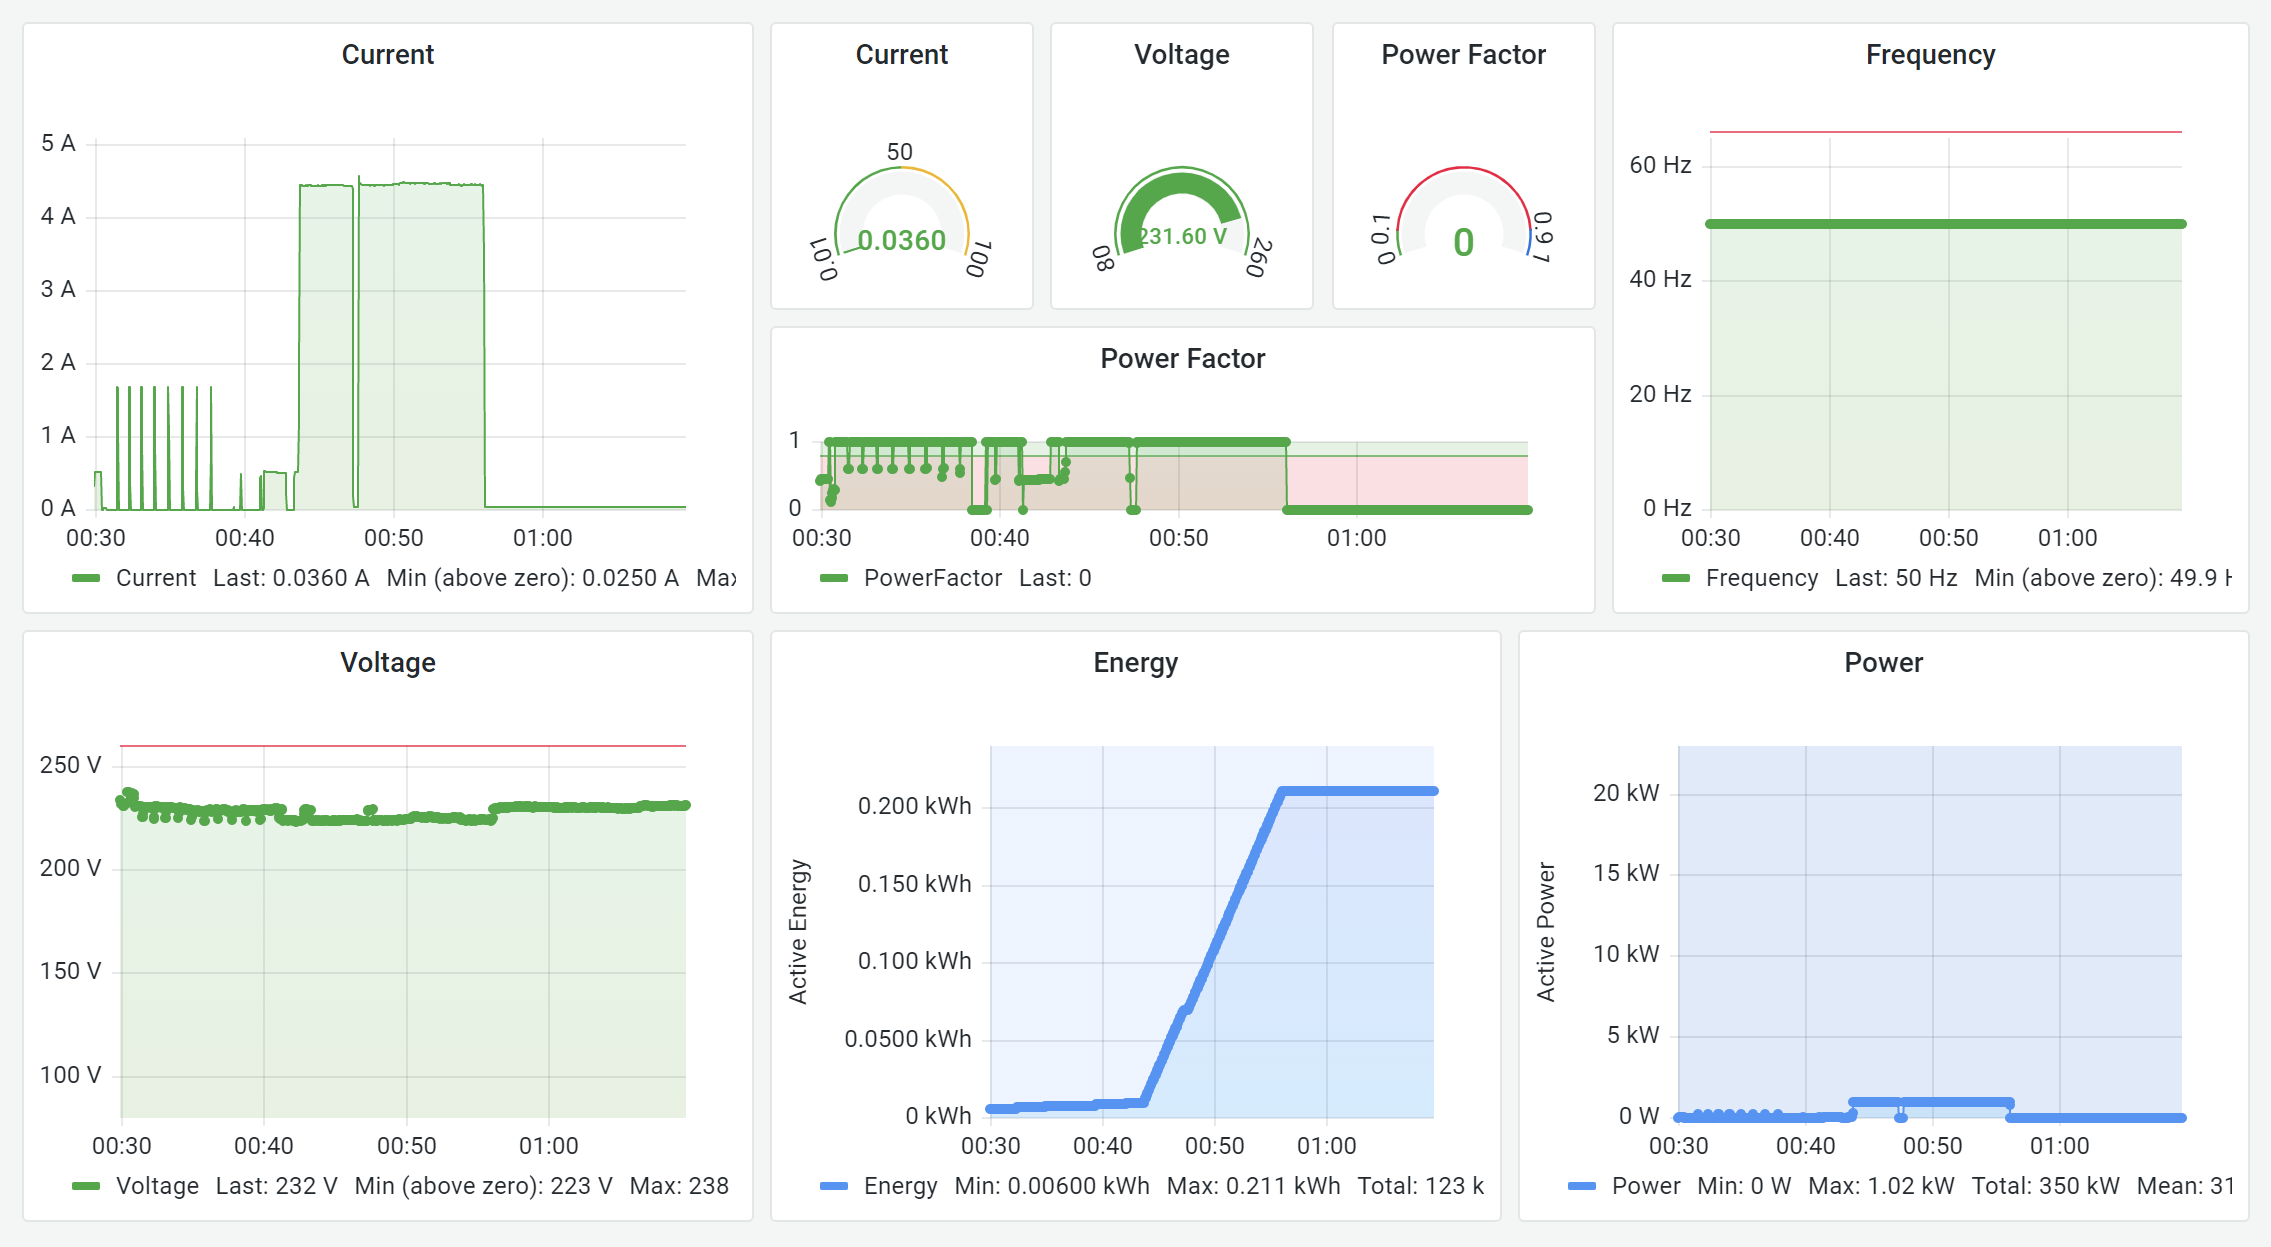 Current
5 A
4 A
3 A
2 A
1 A
0 A
00:30 00:40 00:50 01:00
Current Last: 0.0360 A Min (above zero): 0.0250 A Max
Current
50
0.01
100
0.0360
Voltage
80
260
231.60 V
Power Factor
0
0.1
0.9
1
0
Power Factor
1
0
00:30 00:40 00:50 01:00
PowerFactor Last: 0
Frequency
60 Hz
40 Hz
20 Hz
0 Hz
00:30 00:40 00:50 01:00
Frequency Last: 50 Hz Min (above zero): 49.9 H
Voltage
250 V
200 V
150 V
100 V
00:30 00:40 00:50 01:00
Voltage Last: 232 V Min (above zero): 223 V Max: 238
Energy
Active Energy
0.200 kWh
0.150 kWh
0.100 kWh
0.0500 kWh
0 kWh
00:30 00:40 00:50 01:00
Energy Min: 0.00600 kWh Max: 0.211 kWh Total: 123 k
Power
Active Power
20 kW
15 kW
10 kW
5 kW
0 W
00:30 00:40 00:50 01:00
Power Min: 0 W Max: 1.02 kW Total: 350 kW Mean: 31